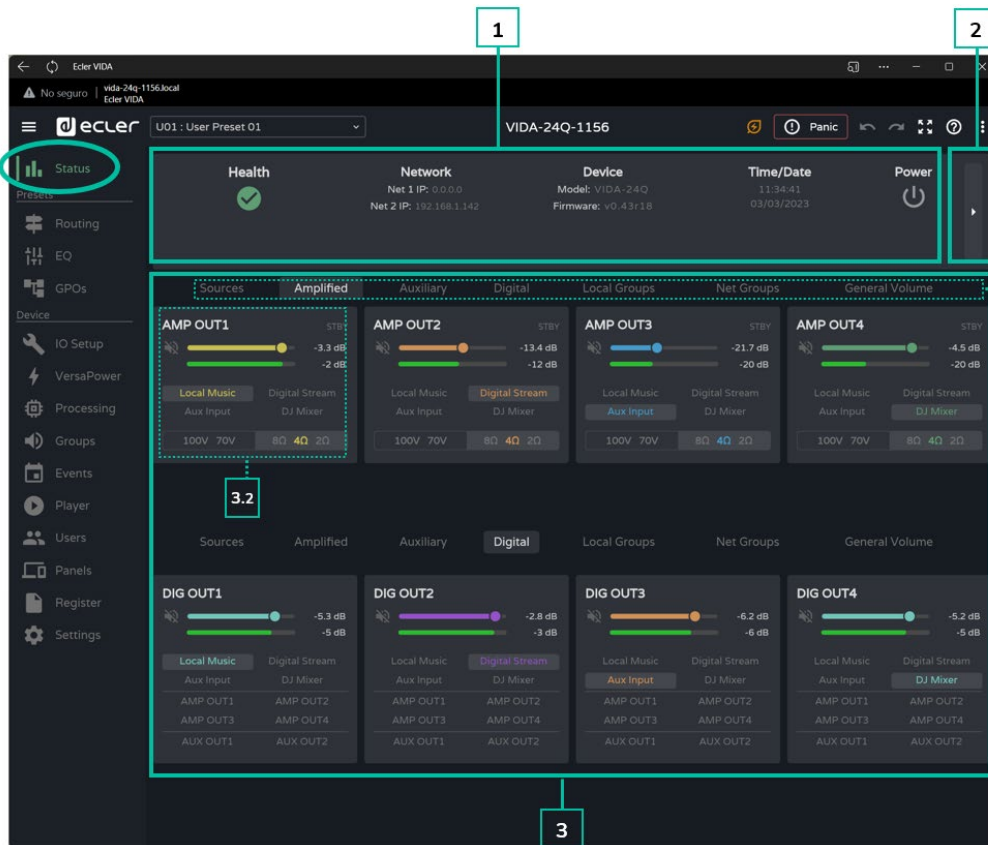 1
2
Ecler VIDA
No seguro
vida-24q-1156.local
Ecler VIDA
ecler
U01 : User Preset 01
VIDA-24Q-1156
Panic
Status
Presets
Routing
EQ
GPOs
Device
IO Setup
VersaPower
Processing
Groups
Events
Player
Users
Panels
Register
Settings
Health
Network
Net 1 IP: 0.0.0.0
Net 2 IP: 192.168.1.142
Device
Model: VIDA-24Q
Firmware: v0.43r18
Time/Date
11:34:41
03/03/2023
Power
Sources Amplified Auxiliary Digital Local Groups Net Groups General Volume
AMP OUT1 STBY
-3.3 dB
-2 dB
Local Music Digital Stream
Aux Input DJ Mixer
100V 70V 8Ω 4Ω 2Ω
AMP OUT2 STBY
-13.4 dB
-12 dB
Local Music Digital Stream
Aux Input DJ Mixer
100V 70V 8Ω 4Ω 2Ω
AMP OUT3 STBY
-21.7 dB
-20 dB
Local Music Digital Stream
Aux Input DJ Mixer
100V 70V 8Ω 4Ω 2Ω
AMP OUT4 STBY
-4.5 dB
-20 dB
Local Music Digital Stream
Aux Input DJ Mixer
100V 70V 8Ω 4Ω 2Ω
3.2
Sources Amplified Auxiliary Digital Local Groups Net Groups General Volume
DIG OUT1
-5.3 dB
-5 dB
Local Music Digital Stream
Aux Input DJ Mixer
AMP OUT1 AMP OUT2
AMP OUT3 AMP OUT4
AUX OUT1 AUX OUT2
DIG OUT2
-2.8 dB
-3 dB
Local Music Digital Stream
Aux Input DJ Mixer
AMP OUT1 AMP OUT2
AMP OUT3 AMP OUT4
AUX OUT1 AUX OUT2
DIG OUT3
-6.2 dB
-6 dB
Local Music Digital Stream
Aux Input DJ Mixer
AMP OUT1 AMP OUT2
AMP OUT3 AMP OUT4
AUX OUT1 AUX OUT2
DIG OUT4
-5.2 dB
-5 dB
Local Music Digital Stream
Aux Input DJ Mixer
AMP OUT1 AMP OUT2
AMP OUT3 AMP OUT4
AUX OUT1 AUX OUT2
3